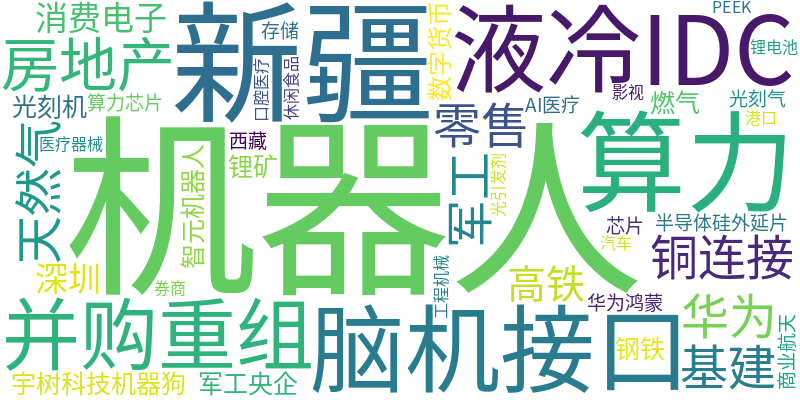 消费电子
新疆
存储
数字货币
液冷IDC
PEEK
锂电池
房地产
口腔医疗
休闲食品
影视
光刻机
算力芯片
零售
AI医疗
燃气
光刻气
港口
天然气
医疗器械
西藏
机器人
算力
智元机器人
锂矿
军工
光引发剂
芯片
半导体硅外延片
汽车
铜连接
深圳
券商
工程机械
高铁
华为鸿蒙
华为
商业航天
并购重组
脑机接口
钢铁
基建
宇树科技机器狗
军工央企